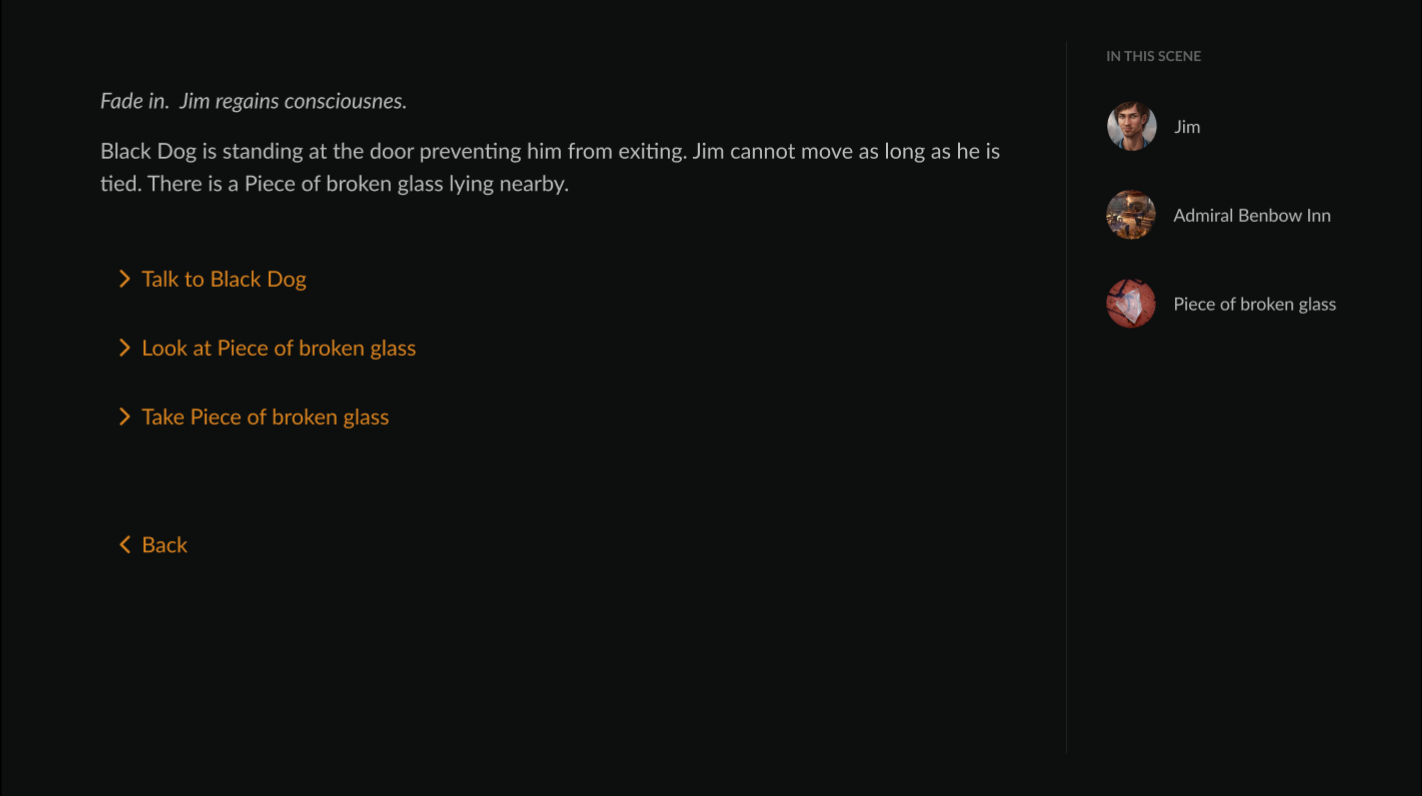 Fade in.  Jim regains consciousnes.
Black Dog is standing at the door preventing him from exiting. Jim cannot move as long as he is
tied. There is a Piece of broken glass lying nearby.
Talk to Black Dog
Look at Piece of broken glass
Take Piece of broken glass
Back
IN THIS SCENE
Jim
Admiral Benbow Inn
Piece of broken glass